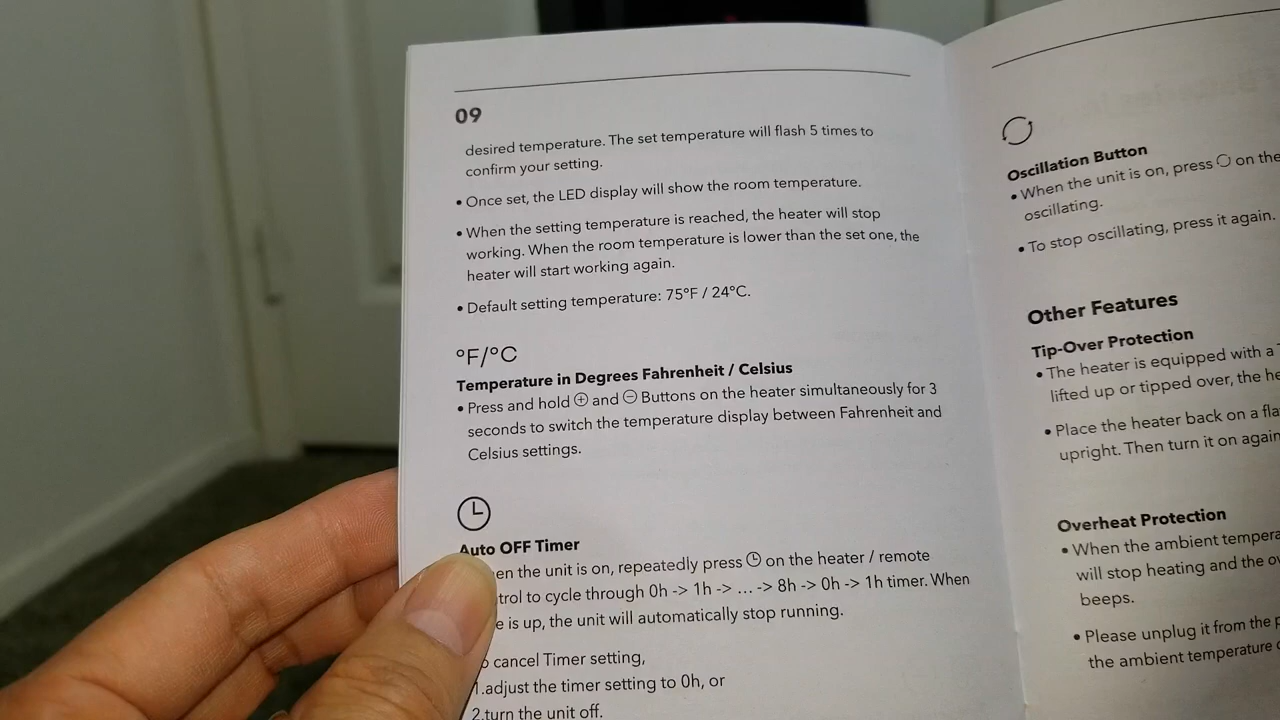 09
desired temperature. The set temperature will flash 5 times to
confirm your setting.
• Once set, the LED display will show the room temperature.
• When the setting temperature is reached, the heater will stop
working. When the room temperature is lower than the set one, the
heater will start working again.
• Default setting temperature: 75°F / 24°C.
°F/°C
Temperature in Degrees Fahrenheit / Celsius
• Press and hold ⊕ and ⊖ Buttons on the heater simultaneously for 3
seconds to switch the temperature display between Fahrenheit and
Celsius settings.
Auto OFF Timer
en the unit is on, repeatedly press on the heater / remote
trol to cycle through 0h -> 1h -> ... -> 8h -> 0h -> 1h timer. When
e is up, the unit will automatically stop running.
cancel Timer setting,
1.adjust the timer setting to 0h, or
2.turn the unit off.
Oscillation Button
• When the unit is on, press on the
oscillating.
• To stop oscillating, press it again.
Other Features
Tip-Over Protection
• The heater is equipped with a
lifted up or tipped over, the he
• Place the heater back on a fla
upright. Then turn it on again
Overheat Protection
• When the ambient tempera
will stop heating and the ov
beeps.
• Please unplug it from the p
the ambient temperature